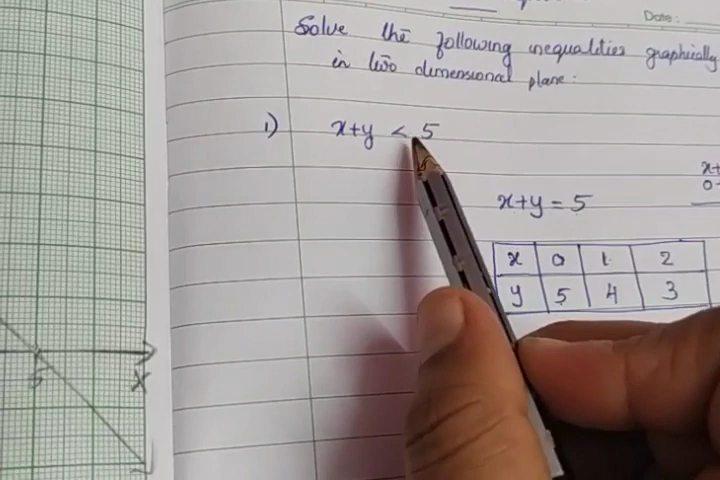 Date:
Solve the following inequalities graphically
in two dimensional plane:
1) x+y < 5
x+
0
x+y = 5
x 0 1 2
y 5 4 3
5 X